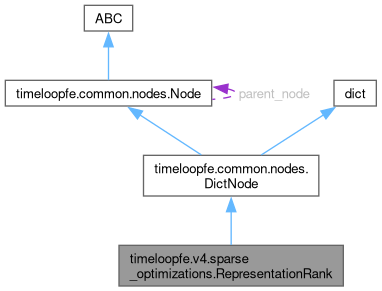 ABC
timeloopfe.common.nodes.Node
parent_node
dict
timeloopfe.common.nodes.
DictNode
timeloopfe.v4.sparse
_optimizations.RepresentationRank